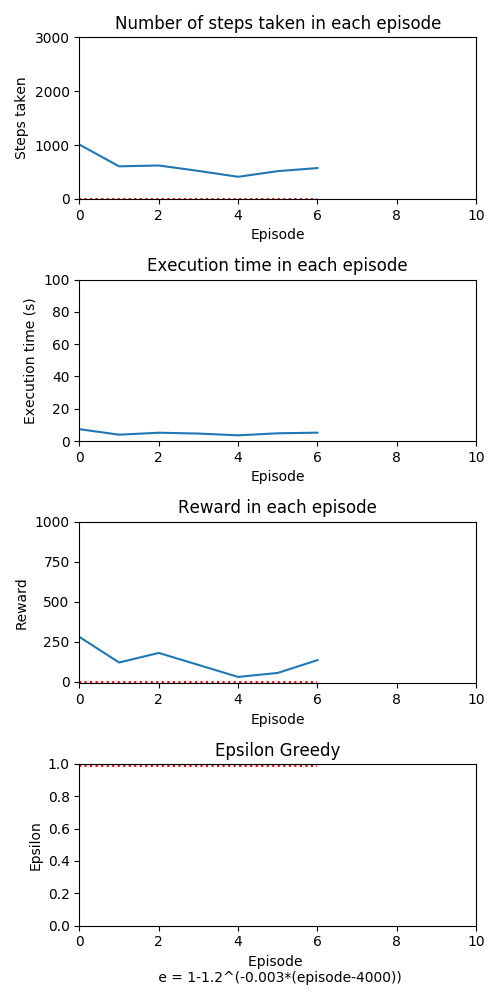 Number of steps taken in each episode
3000
2000
1000
0
Steps taken
0 2 4 6 8 10
Episode
Execution time in each episode
100
80
60
40
20
0
Execution time (s)
0 2 4 6 8 10
Episode
Reward in each episode
1000
750
500
250
0
Reward
0 2 4 6 8 10
Episode
Epsilon Greedy
1.0
0.8
0.6
0.4
0.2
0.0
Epsilon
0 2 4 6 8 10
Episode
e = 1-1.2^(-0.003*(episode-4000))